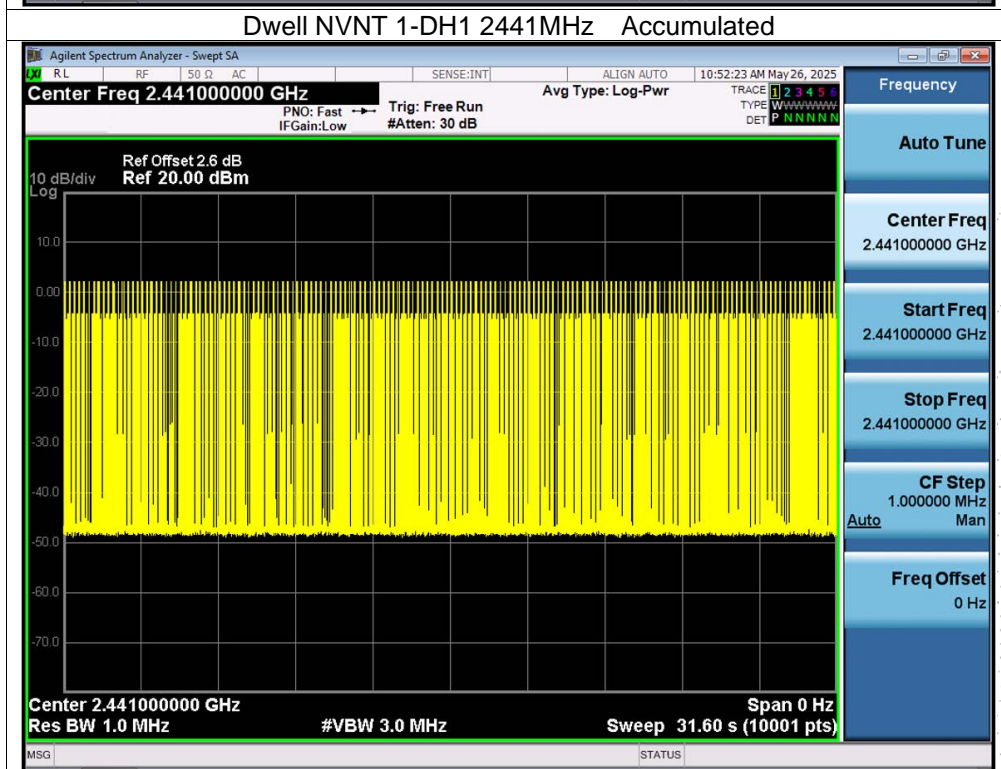 Dwell NVNT 1-DH1 2441MHz Accumulated
Agilent Spectrum Analyzer - Swept SA
LXI RL RF 50 Ω AC SENSE:INT ALIGN AUTO 10:52:23 AM May 26, 2025
Center Freq 2.441000000 GHz
Avg Type: Log-Pwr
TRACE 1 2 3 4 5 6
PNO: Fast
Trig: Free Run
TYPE WWWWWW
IFGain:Low
#Atten: 30 dB
DET P N N N N N
Ref Offset 2.6 dB
10 dB/div Ref 20.00 dBm
Log
10.0
0.00
-10.0
-20.0
-30.0
-40.0
-50.0
-60.0
-70.0
Center 2.441000000 GHz Span 0 Hz
Res BW 1.0 MHz #VBW 3.0 MHz Sweep 31.60 s (10001 pts)
MSG STATUS
Frequency
Auto Tune
Center Freq
2.441000000 GHz
Start Freq
2.441000000 GHz
Stop Freq
2.441000000 GHz
CF Step
1.000000 MHz
Auto Man
Freq Offset
0 Hz